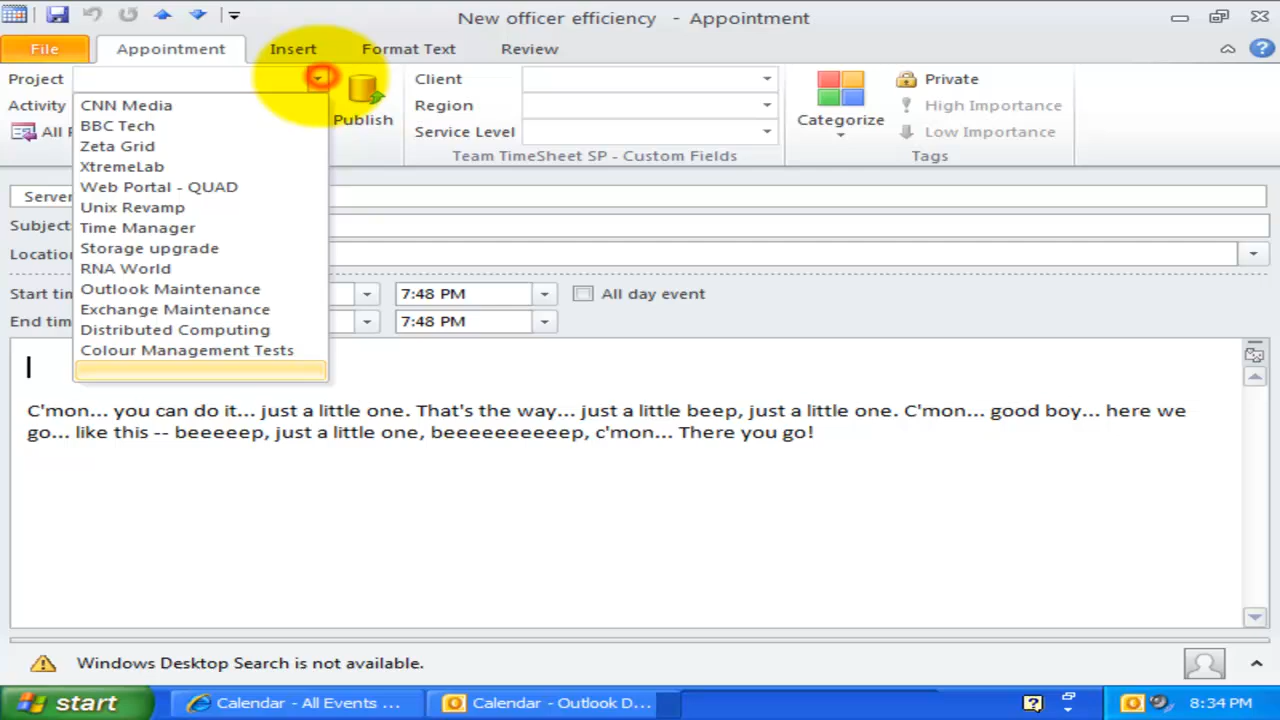 New officer efficiency - Appointment
File Appointment Insert Format Text Review
Project
Activity
All
CNN Media
BBC Tech
Zeta Grid
XtremeLab
Web Portal - QUAD
Unix Revamp
Time Manager
Storage upgrade
RNA World
Outlook Maintenance
Exchange Maintenance
Distributed Computing
Colour Management Tests
Publish
Client
Region
Service Level
Team TimeSheet SP - Custom Fields
Categorize
Private
High Importance
Low Importance
Tags
Server
Subject
Location
Start time 7:48 PM All day event
End time 7:48 PM
C'mon... you can do it... just a little one. That's the way... just a little beep, just a little one. C'mon... good boy... here we
go... like this -- beeeeep, just a little one, beeeeeeeeeep, c'mon... There you go!
Windows Desktop Search is not available.
start Calendar - All Events ... Calendar - Outlook D... 8:34 PM